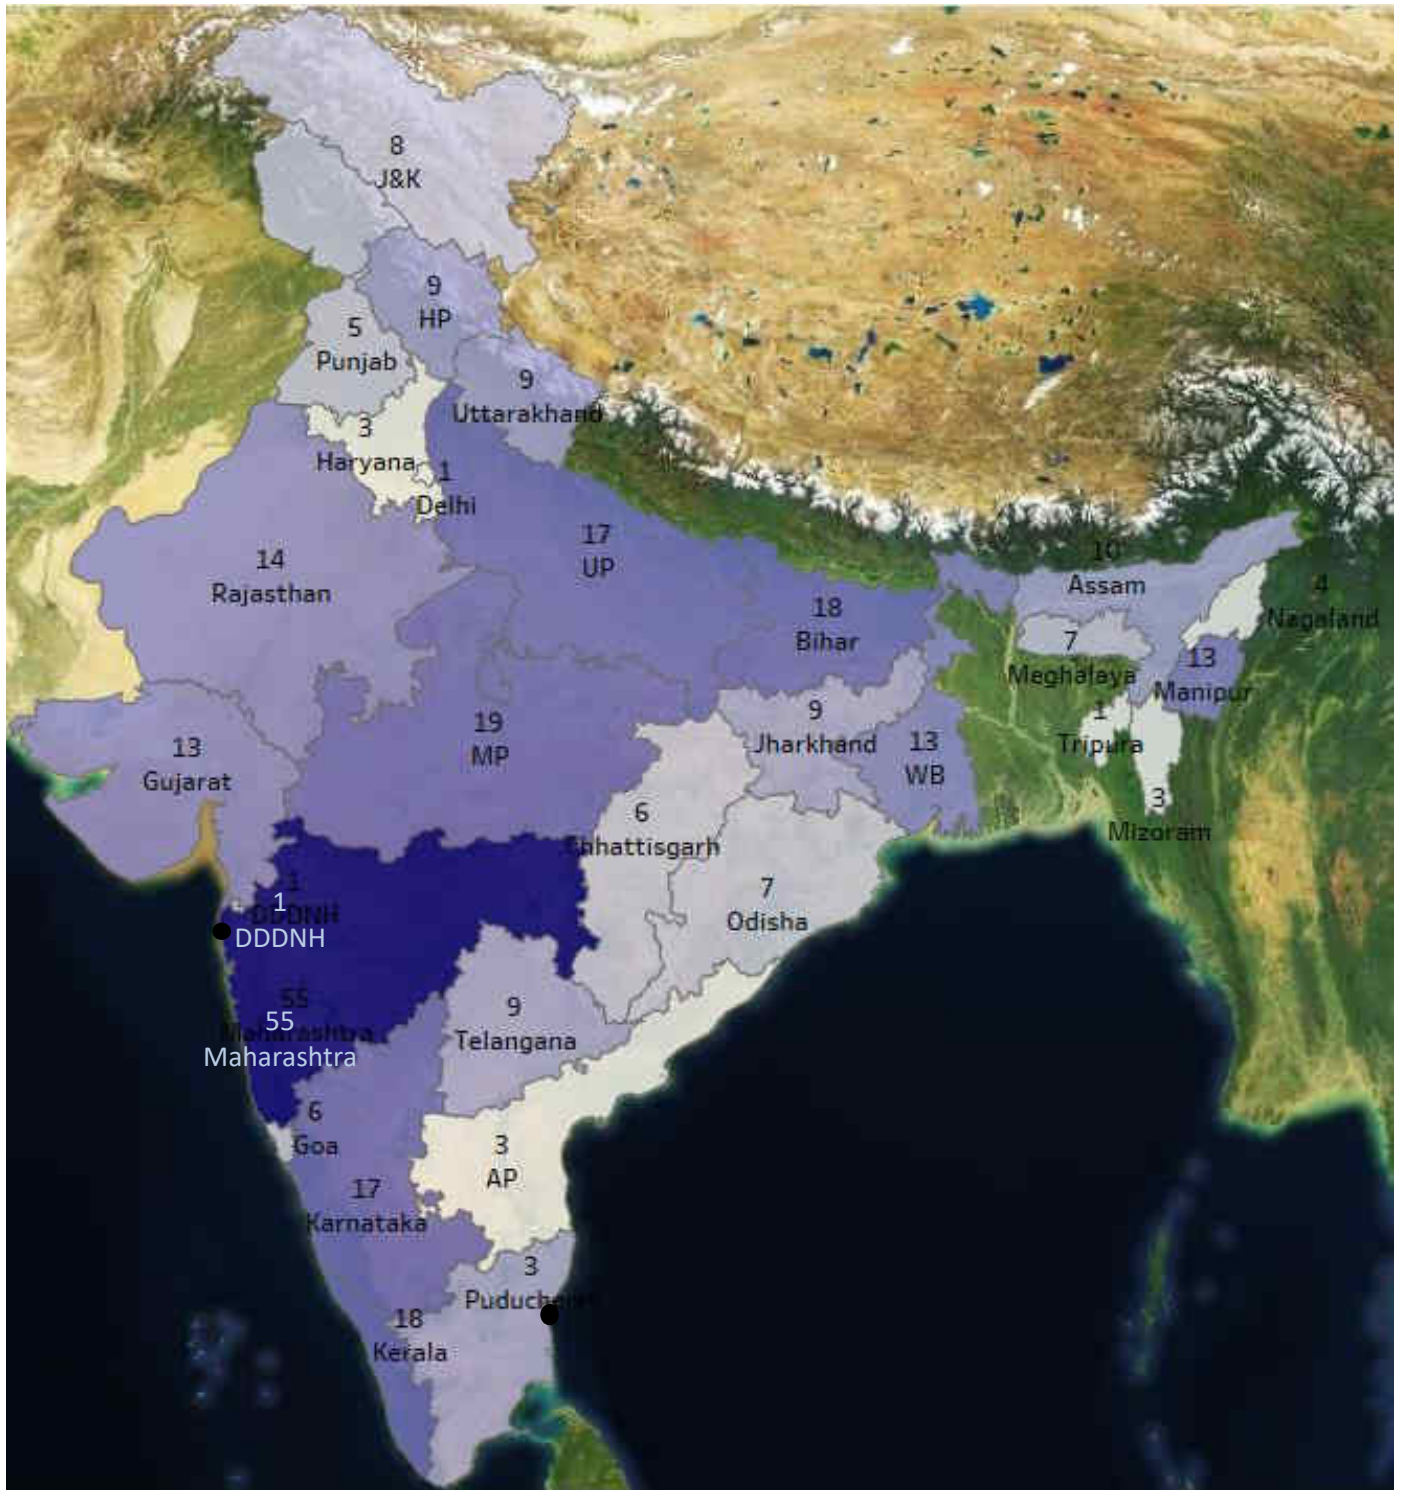 8
J&K
9
HP
5
Punjab
9
Uttarakhand
3
Haryana
1
Delhi
17
UP
14
Rajasthan
10
Assam
4
Nagaland
18
Bihar
7
Meghalaya
13
Manipur
1
Tripura
9
Jharkhand
13
WB
19
MP
13
Gujarat
3
Mizoram
6
Chhattisgarh
7
Odisha
1
DDDNH
1
DDDNH
55
Maharashtra
55
Maharashtra
9
Telangana
6
Goa
3
AP
17
Karnataka
3
Puducherry
18
Kerala